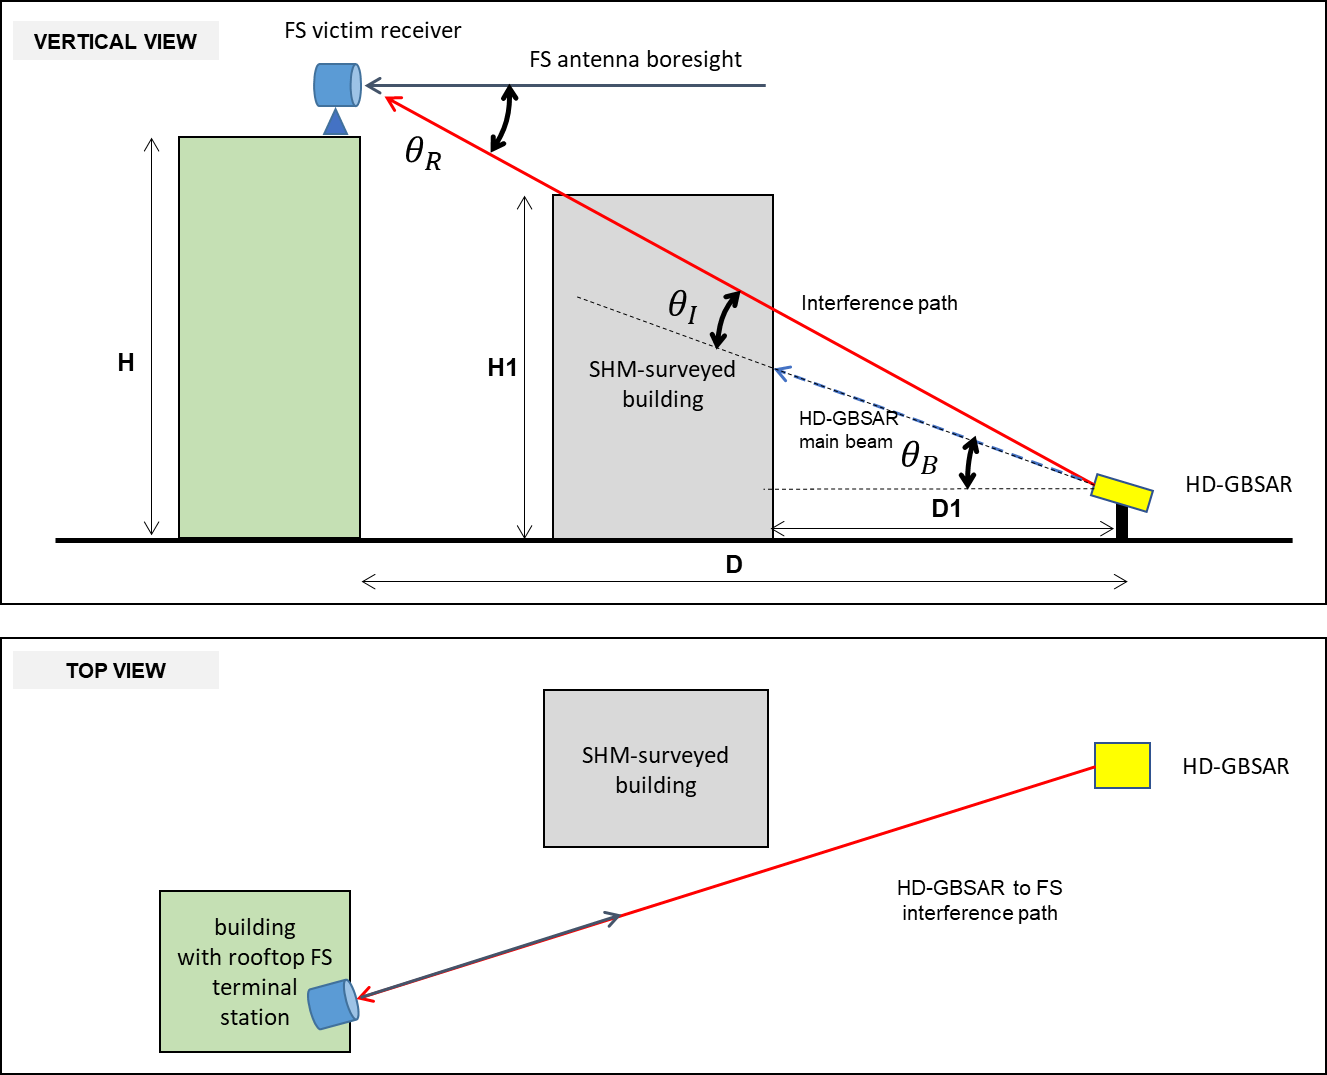 VERTICAL VIEW
FS victim receiver
FS antenna boresight
θR
H
H1
θI
Interference path
SHM-surveyed
building
HD-GBSAR
main beam
θB
HD-GBSAR
D1
D
TOP VIEW
SHM-surveyed
building
HD-GBSAR
HD-GBSAR to FS
interference path
building
with rooftop FS
terminal
station